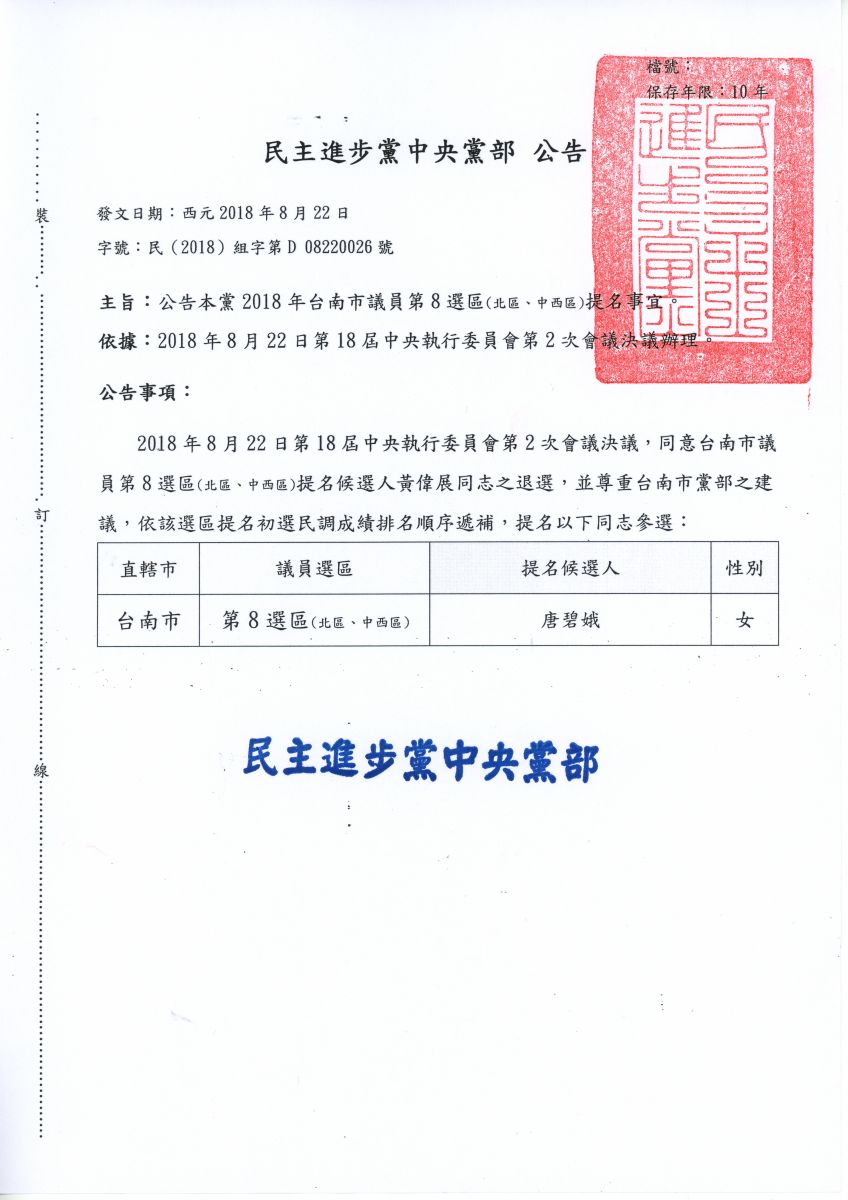 檔號：
保存年限：10 年
民主進步黨中央黨部 公告
發文日期：西元 2018 年 8 月 22 日
字號：民（2018）組字第 D 08220026 號
主旨：公告本黨 2018 年台南市議員第 8 選區(北區、中西區)提名事宜。
依據：2018 年 8 月 22 日第 18 屆中央執行委員會第 2 次會議決議辦理。
公告事項：
2018 年 8 月 22 日第 18 屆中央執行委員會第 2 次會議決議，同意台南市議
員第 8 選區(北區、中西區)提名候選人黃偉展同志之退選，並尊重台南市黨部之建
議，依該選區提名初選民調成績排名順序遞補，提名以下同志參選：
直轄市 議員選區 提名候選人 性別
台南市 第 8 選區(北區、中西區) 唐碧娥 女
民主進步黨中央黨部
裝
訂
線